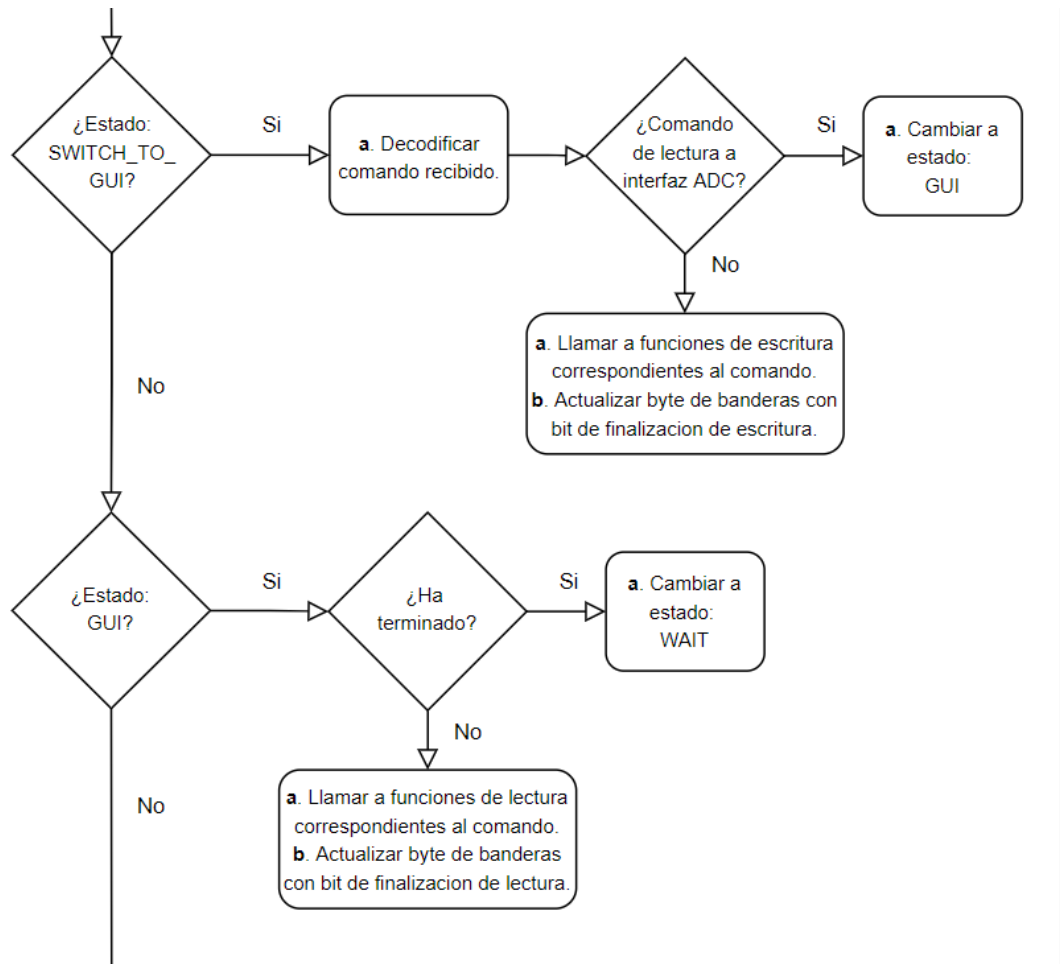 ¿Estado:
SWITCH_TO_
GUI?
Si
a. Decodificar
comando recibido.
¿Comando
de lectura a
interfaz ADC?
Si
a. Cambiar a
estado:
GUI
No
a. Llamar a funciones de escritura
correspondientes al comando.
b. Actualizar byte de banderas con
bit de finalizacion de escritura.
No
¿Estado:
GUI?
Si
¿Ha
terminado?
Si
a. Cambiar a
estado:
WAIT
No
a. Llamar a funciones de lectura
correspondientes al comando.
b. Actualizar byte de banderas
con bit de finalizacion de lectura.
No